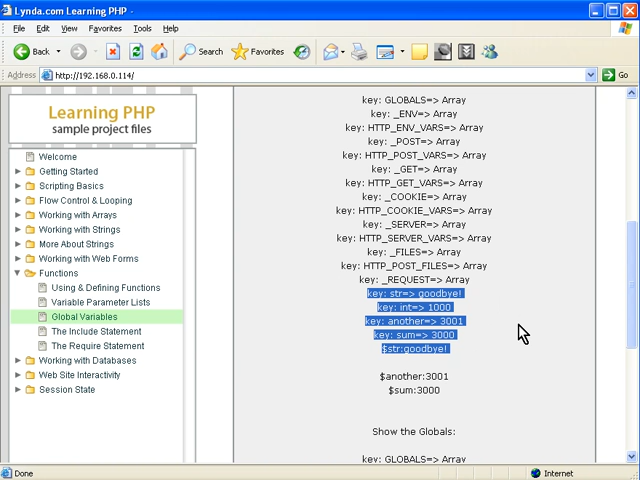 Lynda.com Learning PHP -
File Edit View Favorites Tools Help
Back Search Favorites
Address http://192.168.0.114/ Go
Learning PHP
sample project files
Welcome
Getting Started
Scripting Basics
Flow Control & Looping
Working with Arrays
Working with Strings
More About Strings
Working with Web Forms
Functions
Using & Defining Functions
Variable Parameter Lists
Global Variables
The Include Statement
The Require Statement
Working with Databases
Web Site Interactivity
Session State
key: GLOBALS=> Array
key: _ENV=> Array
key: HTTP_ENV_VARS=> Array
key: _POST=> Array
key: HTTP_POST_VARS=> Array
key: _GET=> Array
key: HTTP_GET_VARS=> Array
key: _COOKIE=> Array
key: HTTP_COOKIE_VARS=> Array
key: _SERVER=> Array
key: HTTP_SERVER_VARS=> Array
key: _FILES=> Array
key: HTTP_POST_FILES=> Array
key: _REQUEST=> Array
key: str=> goodbye!
key: int=> 1000
key: another=> 3001
key: sum=> 3000
$str:goodbye!
$another:3001
$sum:3000
Show the Globals:
key: GLOBALS=> Array
Done Internet